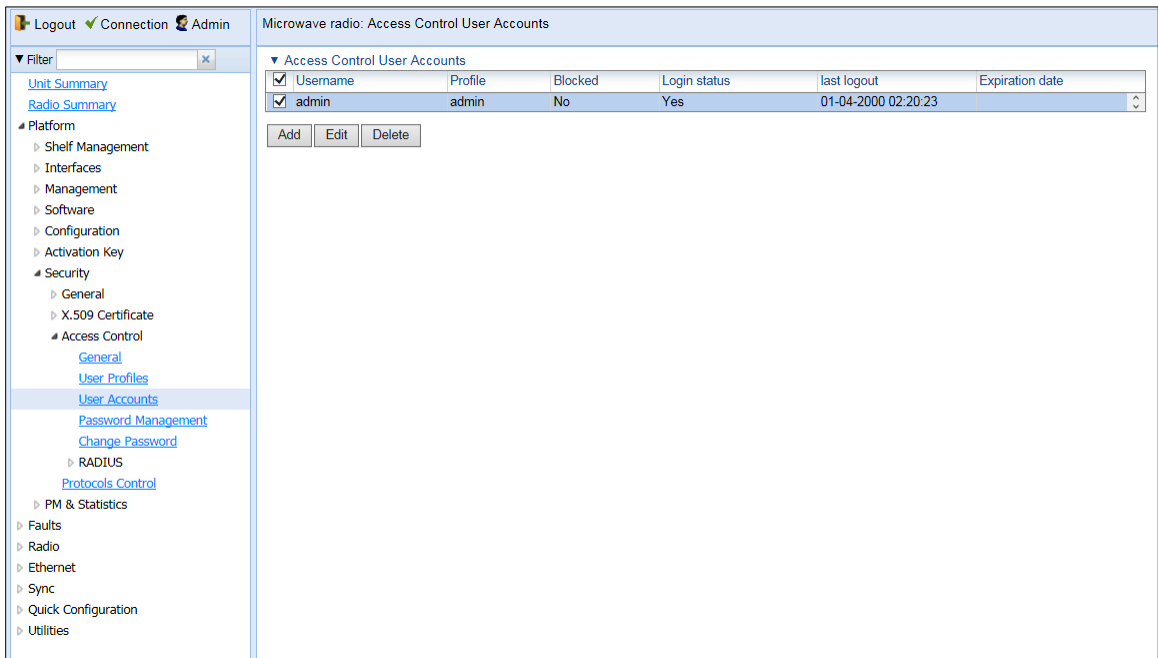 Logout Connection Admin
Microwave radio: Access Control User Accounts
▼ Filter
Unit Summary
Radio Summary
Platform
Shelf Management
Interfaces
Management
Software
Configuration
Activation Key
Security
General
X.509 Certificate
Access Control
General
User Profiles
User Accounts
Password Management
Change Password
RADIUS
Protocols Control
PM & Statistics
Faults
Radio
Ethernet
Sync
Quick Configuration
Utilities
▼ Access Control User Accounts
Username Profile Blocked Login status last logout Expiration date
admin admin No Yes 01-04-2000 02:20:23
Add Edit Delete